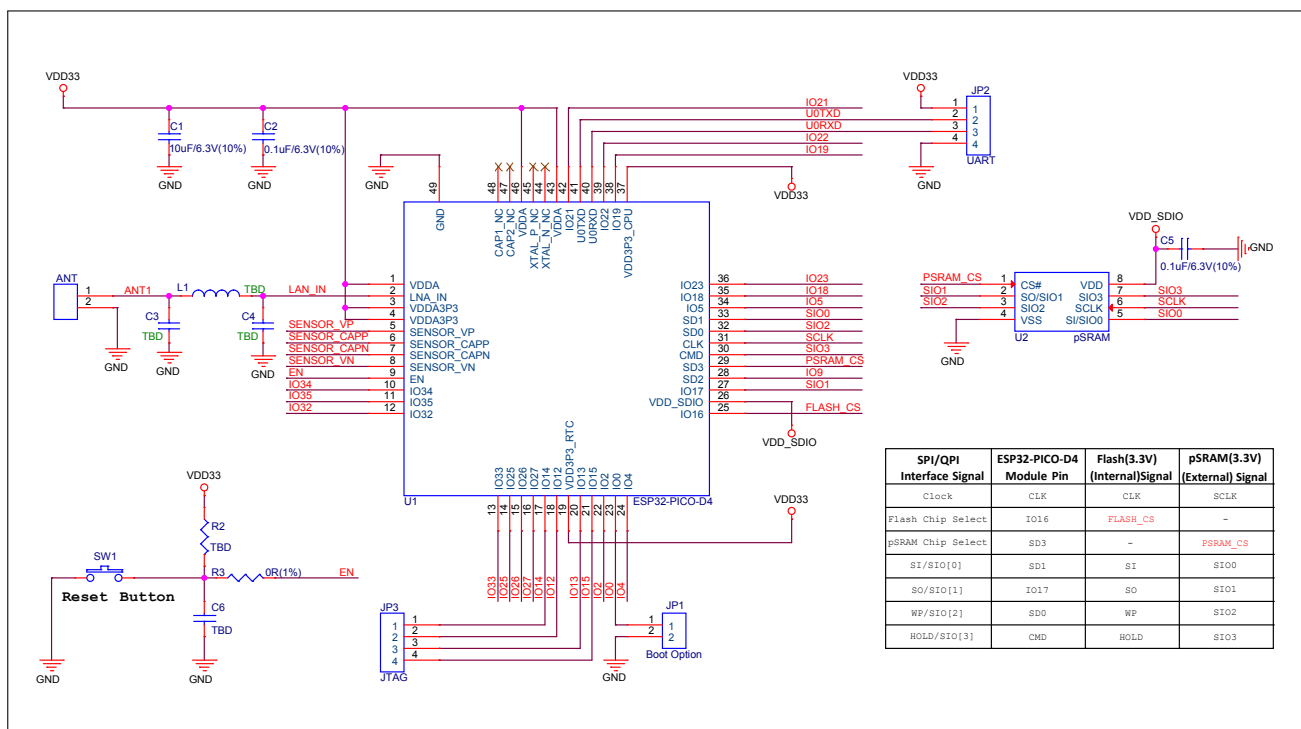 VDD33
C1
10uF/6.3V(10%)
GND
C2
0.1uF/6.3V(10%)
GND
GND
IO21
U0TXD
U0RXD
IO22
IO19
VDD33
VDD33
JP2
1 1
2 2
3 3
4 4
UART
GND
49 48 47 46 45 44 43 42 41 40 39 38 37
GND
CAP1_NC
CAP2_NC
VDDA
XTAL_P_NC
XTAL_N_NC
VDDA
IO21
U0TXD
U0RXD
IO22
IO19
VDD3P3_CPU
ANT
1
2
GND
ANT1
L1
TBD
LAN_IN
C3
TBD
GND
C4
TBD
GND
1 VDDA
2 LNA_IN
3 VDDA3P3
4 VDDA3P3
SENSOR_VP 5 SENSOR_VP
SENSOR_CAPP 6 SENSOR_CAPP
SENSOR_CAPN 7 SENSOR_CAPN
SENSOR_VN 8 SENSOR_VN
EN 9 EN
IO34 10 IO34
IO35 11 IO35
IO32 12 IO32
IO23 36 IO23
IO18 35 IO18
IO5 34 IO5
SD1 33 SIO0
SD0 32 SIO2
CLK 31 SCLK
CMD 30 SIO3
SD3 29 PSRAM_CS
SD2 28 IO9
IO17 27 SIO1
VDD_SDIO 26
IO16 25 FLASH_CS
VDD_SDIO
VDD_SDIO
C5
0.1uF/6.3V(10%)
GND
PSRAM_CS 1 CS# VDD 8
SIO1 2 SO/SIO1 SIO3 7 SIO3
SIO2 3 SIO2 SCLK 6 SCLK
4 VSS SI/SIO0 5 SIO0
U2 pSRAM
GND
IO33
IO25
IO26
IO27
IO14
IO12
VDD3P3_RTC
IO13
IO15
IO2
IO0
IO4
U1 ESP32-PICO-D4
13 14 15 16 17 18 19 20 21 22 23 24
VDD33
IO33
IO25
IO26
IO27
IO14
IO12
IO13
IO15
IO2
IO0
IO4
VDD33
R2
TBD
SW1
Reset Button
R3 0R(1%) EN
C6
TBD
GND
GND
JP3
1 1
2 2
3 3
4 4
JTAG
JP1
1 1
2 2
Boot Option
GND
SPI/QPI Interface Signal ESP32-PICO-D4 Module Pin Flash(3.3V) (Internal)Signal pSRAM(3.3V) (External) Signal
Clock CLK CLK SCLK
Flash Chip Select IO16 FLASH_CS -
pSRAM Chip Select SD3 - PSRAM_CS
SI/SIO[0] SD1 SI SIO0
SO/SIO[1] IO17 SO SIO1
WP/SIO[2] SD0 WP SIO2
HOLD/SIO[3] CMD HOLD SIO3